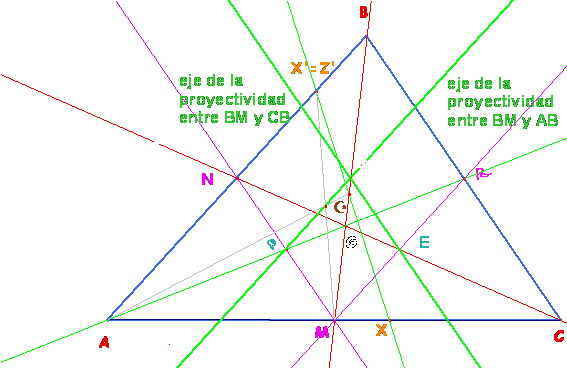 B
X'=Z'
eje de la
proyectividad
entre BM y CB
eje de la
proyectividad
entre BM y AB
N
G
E
A
M
X
C